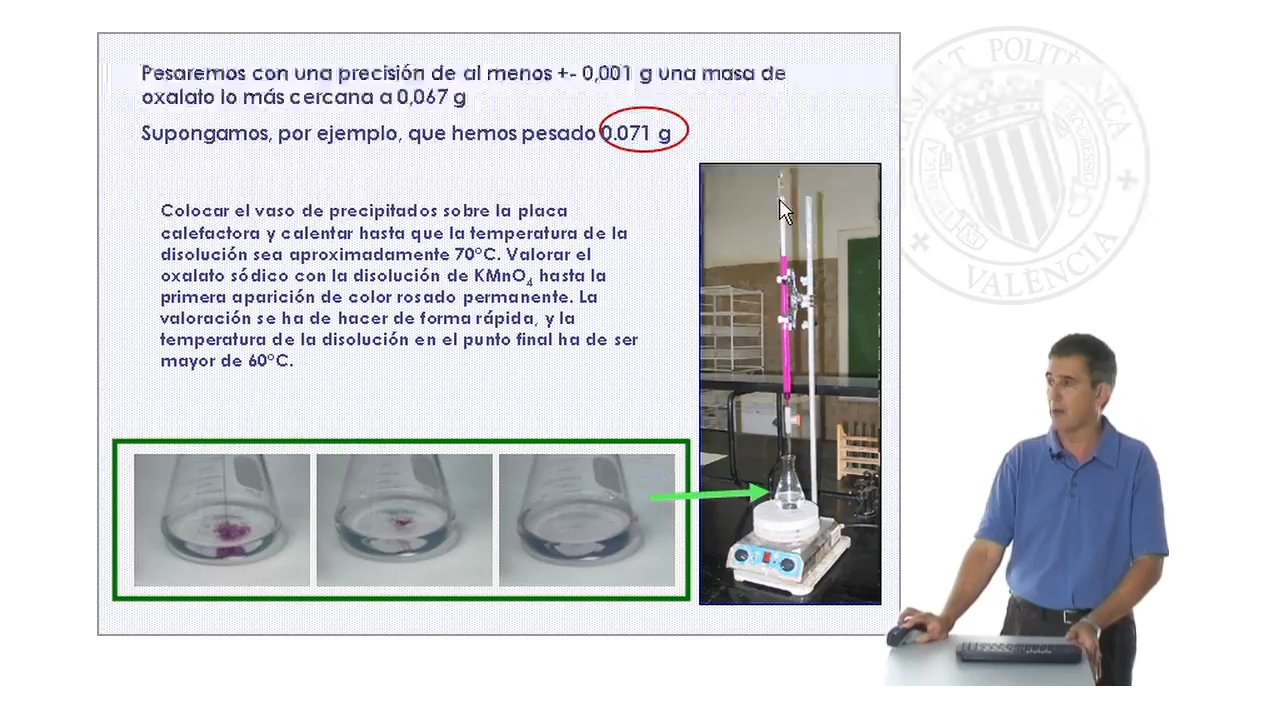 Pesaremos con una precisión de al menos +- 0,001 g una masa de
oxalato lo más cercana a 0,067 g
Supongamos, por ejemplo, que hemos pesado 0.071 g
Colocar el vaso de precipitados sobre la placa
calefactora y calentar hasta que la temperatura de la
disolución sea aproximadamente 70°C. Valorar el
oxalato sódico con la disolución de KMnO₄ hasta la
primera aparición de color rosado permanente. La
valoración se ha de hacer de forma rápida, y la
temperatura de la disolución en el punto final ha de ser
mayor de 60°C.
POLITÈCNICA
VALÈNCIA